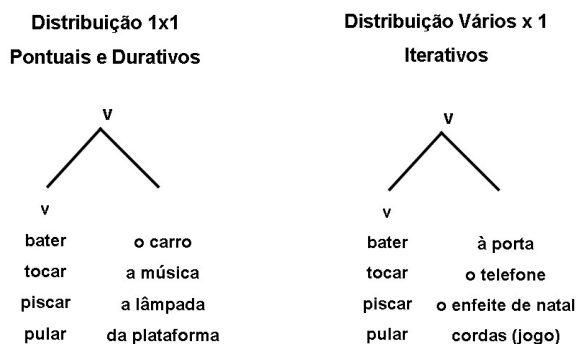 Distribuição 1x1
Pontuais e Durativos
v
v
bater o carro
tocar a música
piscar a lâmpada
pular da plataforma
Distribuição Vários x 1
Iterativos
v
v
bater à porta
tocar o telefone
piscar o enfeite de natal
pular cordas (jogo)